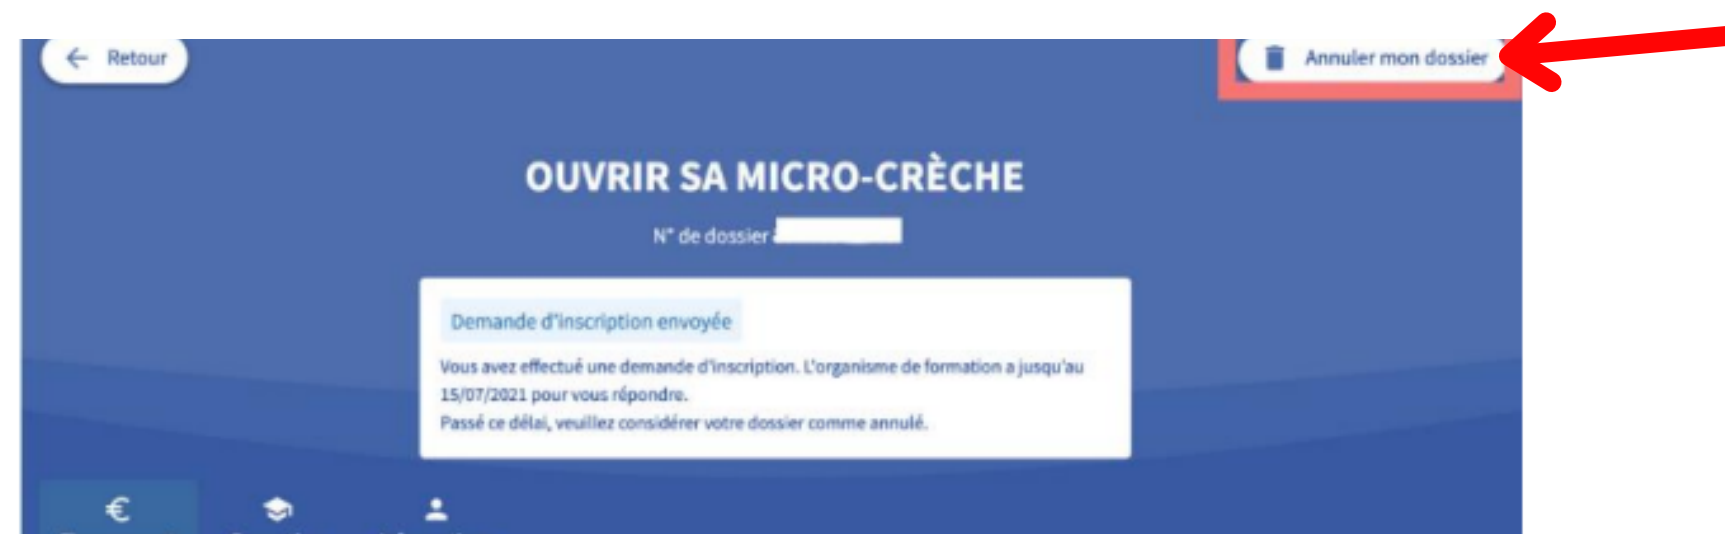 Retour
Annuler mon dossier
OUVRIR SA MICRO-CRÈCHE
N° de dossier
Demande d'inscription envoyée
Vous avez effectué une demande d'inscription. L'organisme de formation a jusqu'au
15/07/2021 pour vous répondre.
Passé ce délai, veuillez considérer votre dossier comme annulé.
€